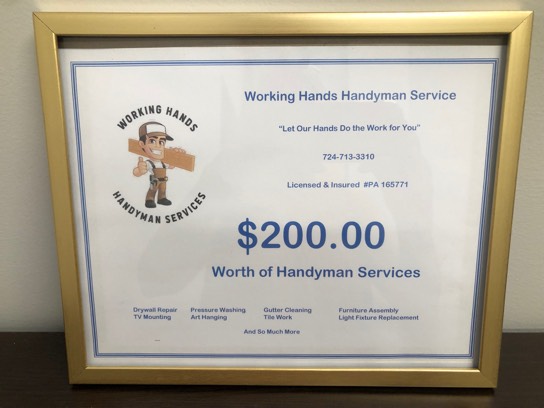 WORKING HANDS
HANDYMAN SERVICES
Working Hands Handyman Service
"Let Our Hands Do the Work for You"
724-713-3310
Licensed & Insured #PA 165771
$200.00
Worth of Handyman Services
Drywall Repair Pressure Washing Gutter Cleaning Furniture Assembly
TV Mounting Art Hanging Tile Work Light Fixture Replacement
And So Much More